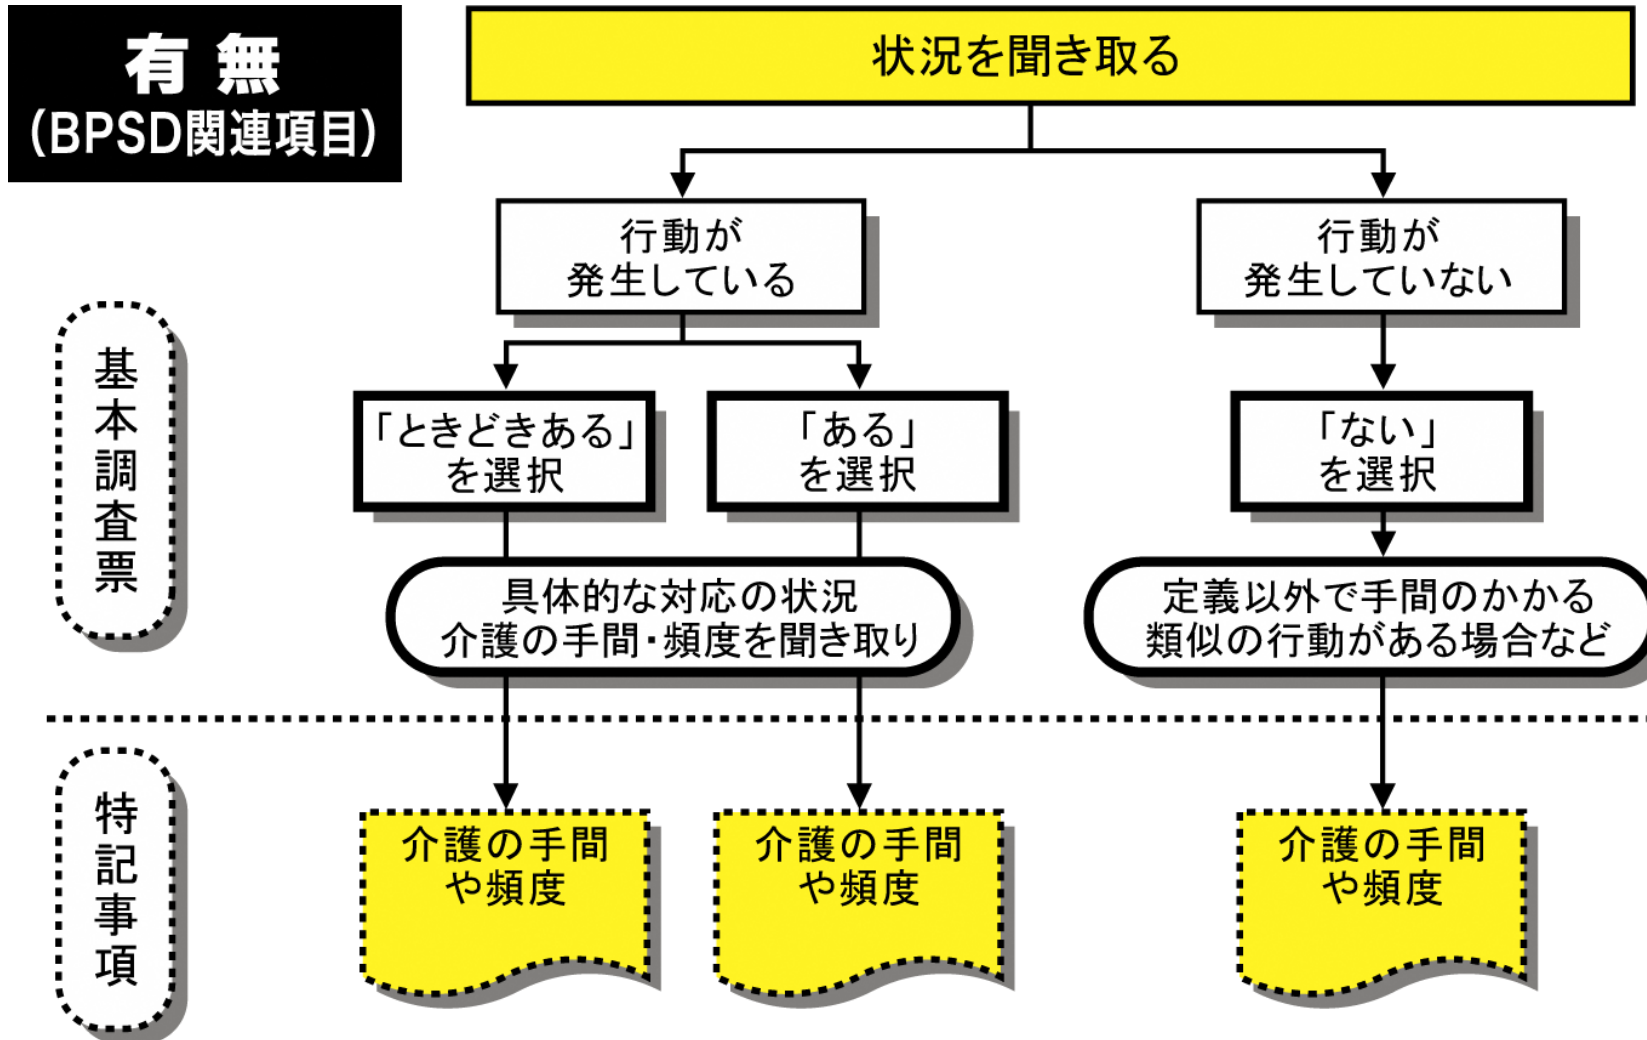 有 無
（BPSD関連項目）
状況を聞き取る
行動が
発生している
行動が
発生していない
基本調査票
「ときどきある」
を選択
「ある」
を選択
「ない」
を選択
具体的な対応の状況
介護の手間・頻度を聞き取り
定義以外で手間のかかる
類似の行動がある場合など
特記事項
介護の手間
や頻度
介護の手間
や頻度
介護の手間
や頻度